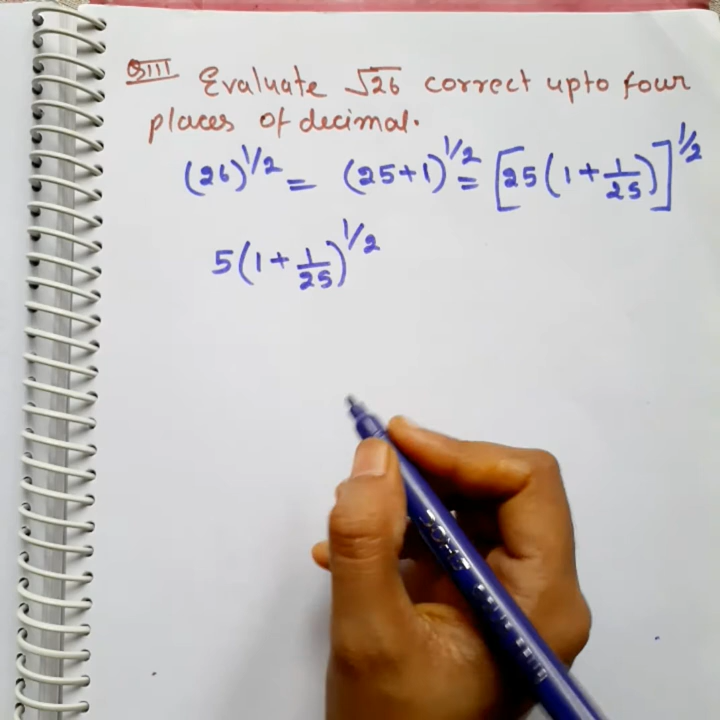 QIII Evaluate √26 correct upto four
places of decimal.
(26)^1/2 = (25+1)^1/2 = [25(1+1/25)]^1/2
5(1+1/25)^1/2